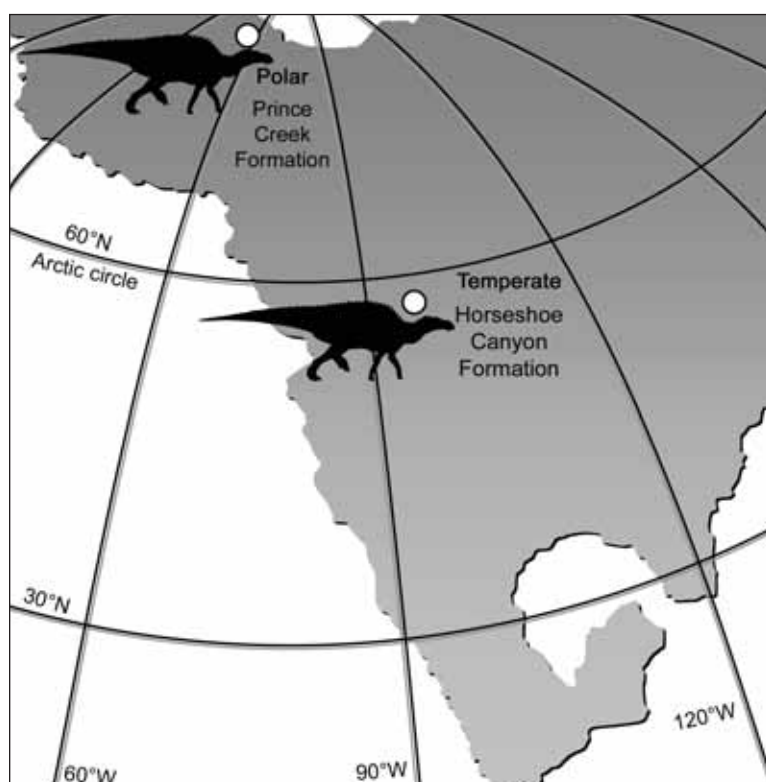 Polar
Prince
Creek
Formation
60°N
Arctic circle
Temperate
Horseshoe
Canyon
Formation
30°N
120°W
90°W
60°W